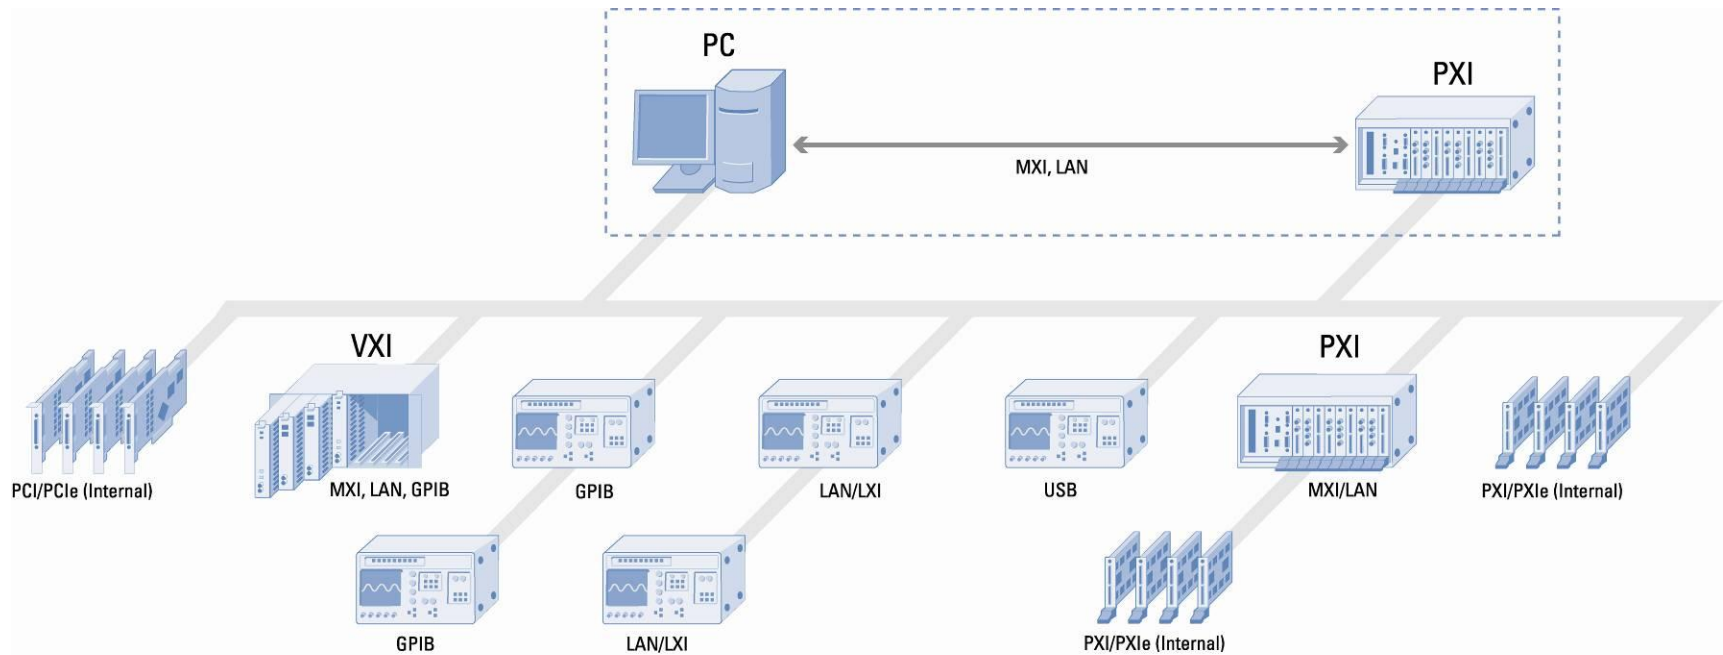 PC
PXI
MXI, LAN
VXI
PXI
PCI/PCIe (Internal)
MXI, LAN, GPIB
GPIB
LAN/LXI
USB
MXI/LAN
PXI/PXIe (Internal)
GPIB
LAN/LXI
PXI/PXIe (Internal)